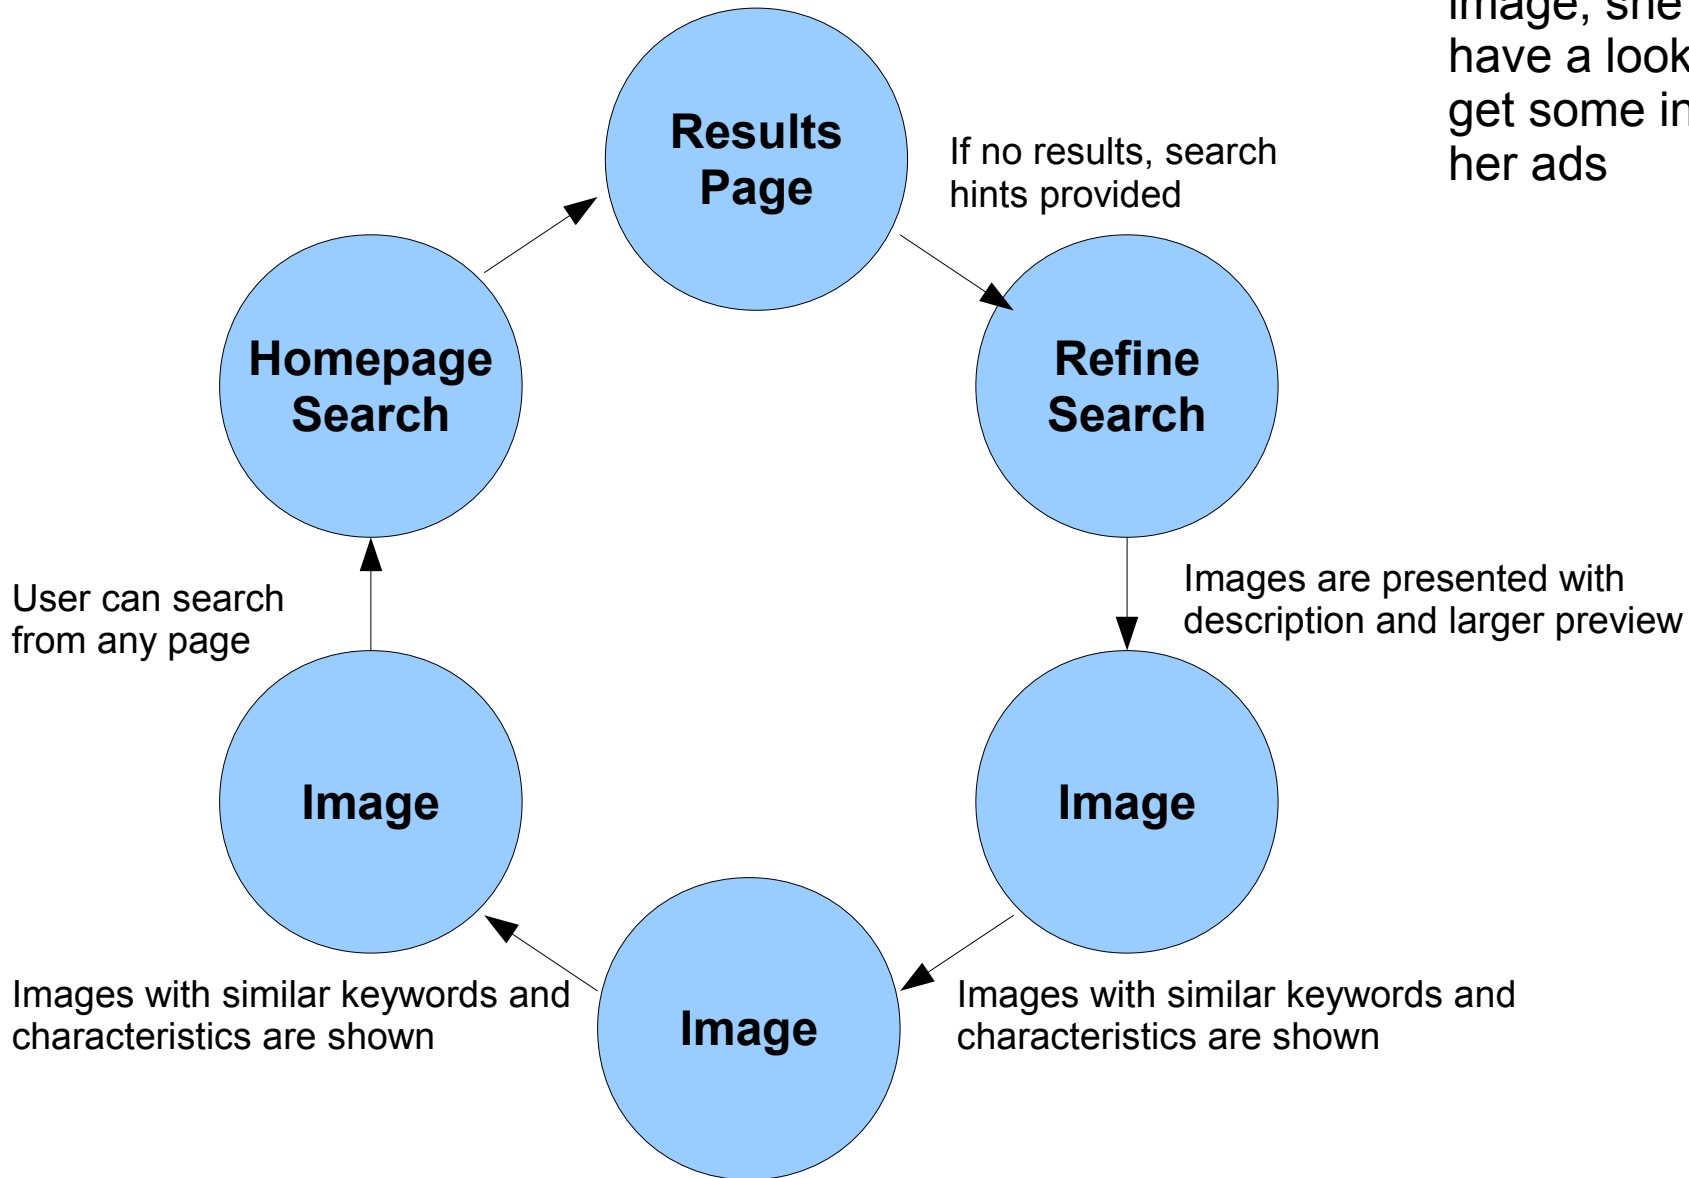 image, she
have a look
get some in
her ads
Results
Page
If no results, search
hints provided
Homepage
Search
Refine
Search
User can search
from any page
Images are presented with
description and larger preview
Image
Image
Images with similar keywords and
characteristics are shown
Image
Images with similar keywords and
characteristics are shown